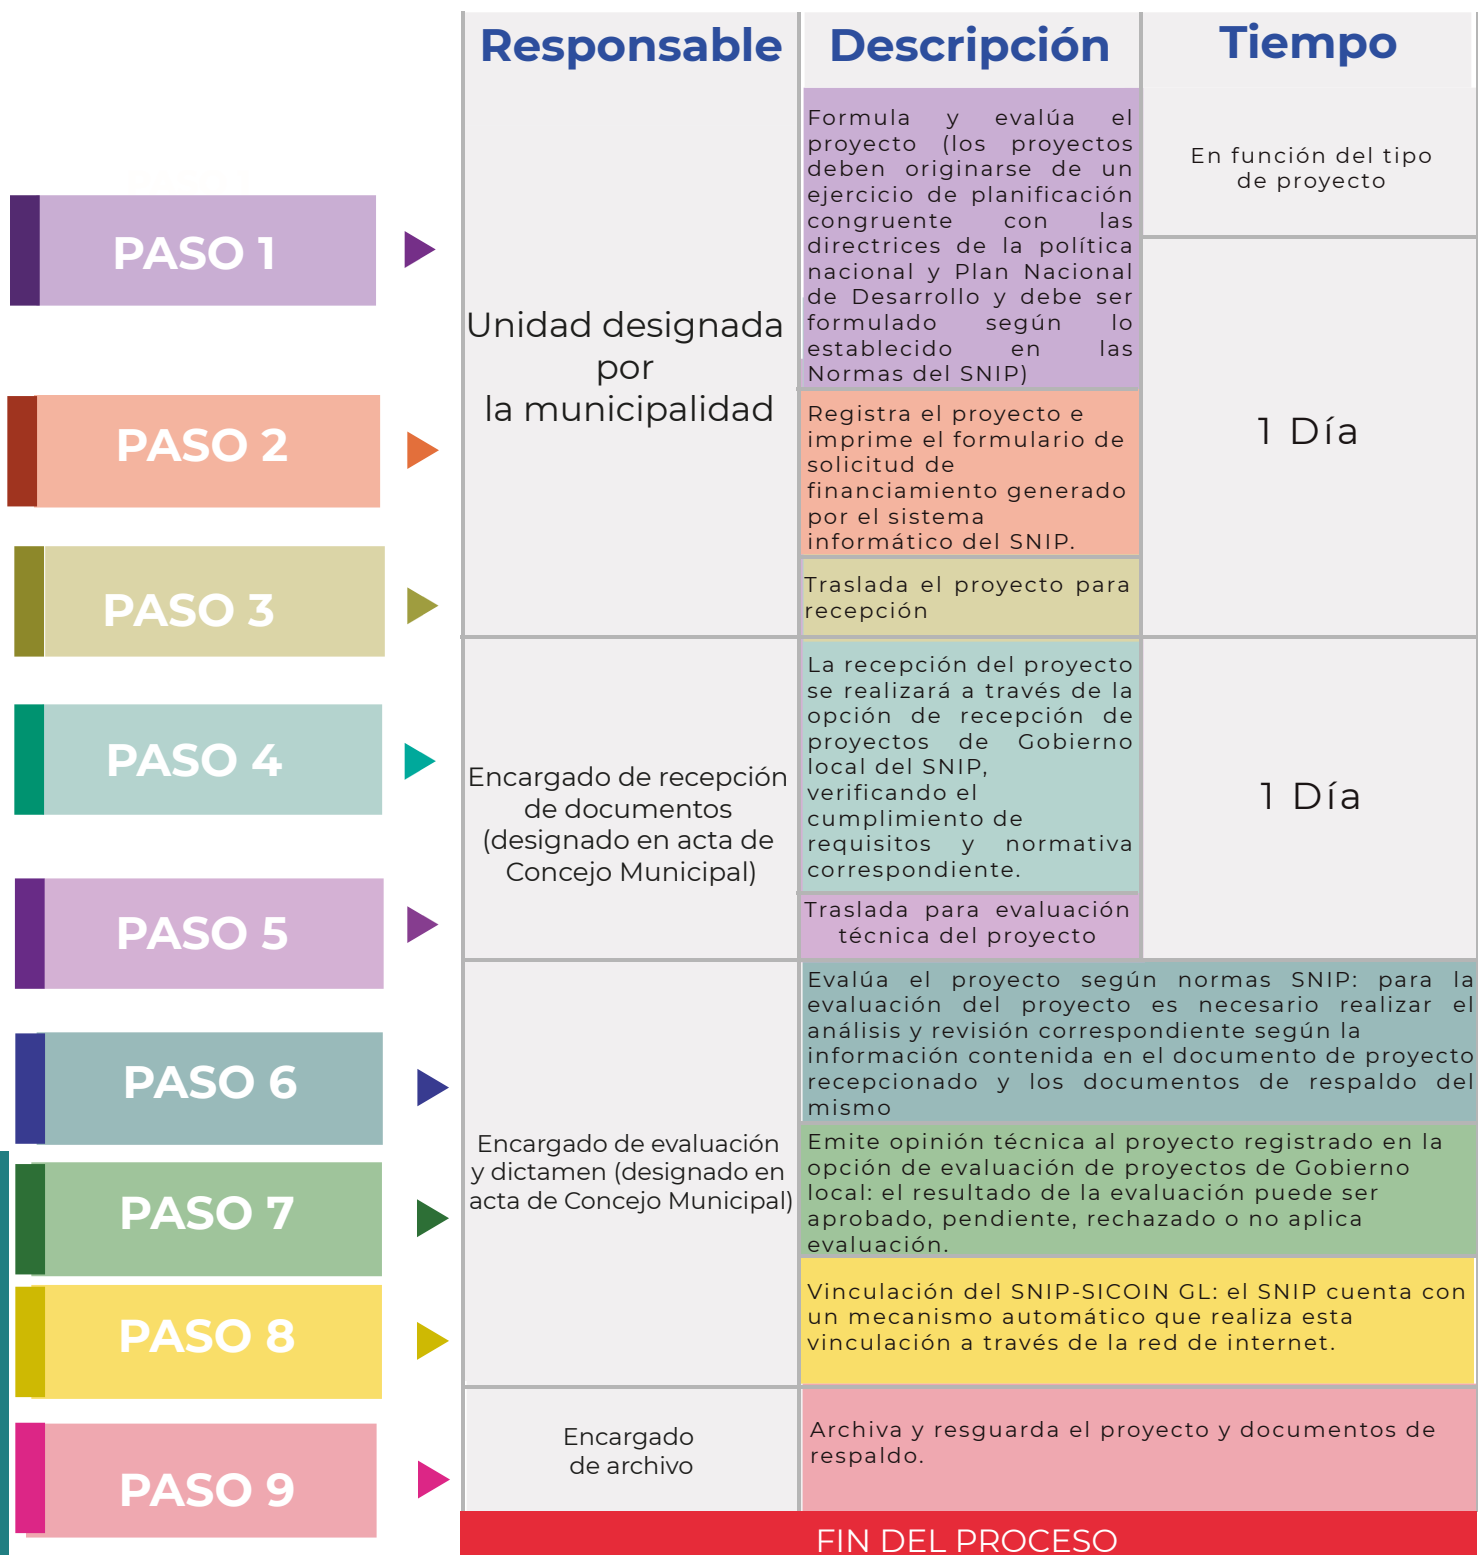 Responsable
Descripción
Tiempo
PASO 1
Unidad designada
por
la municipalidad
Formula y evalúa el
proyecto (los proyectos
deben originarse de un
ejercicio de planificación
congruente con las
directrices de la política
nacional y Plan Nacional
de Desarrollo y debe ser
formulado según lo
establecido en las
Normas del SNIP)
En función del tipo
de proyecto
PASO 2
Registra el proyecto e
imprime el formulario de
solicitud de
financiamiento generado
por el sistema
informático del SNIP.
1 Día
PASO 3
Traslada el proyecto para
recepción
PASO 4
Encargado de recepción
de documentos
(designado en acta de
Concejo Municipal)
La recepción del proyecto
se realizará a través de la
opción de recepción de
proyectos de Gobierno
local del SNIP,
verificando el
cumplimiento de
requisitos y normativa
correspondiente.
1 Día
PASO 5
Traslada para evaluación
técnica del proyecto
PASO 6
Encargado de evaluación
y dictamen (designado en
acta de Concejo Municipal)
Evalúa el proyecto según normas SNIP: para la
evaluación del proyecto es necesario realizar el
análisis y revisión correspondiente según la
información contenida en el documento de proyecto
recepcionado y los documentos de respaldo del
mismo
PASO 7
Emite opinión técnica al proyecto registrado en la
opción de evaluación de proyectos de Gobierno
local: el resultado de la evaluación puede ser
aprobado, pendiente, rechazado o no aplica
evaluación.
PASO 8
Vinculación del SNIP-SICOIN GL: el SNIP cuenta con
un mecanismo automático que realiza esta
vinculación a través de la red de internet.
PASO 9
Encargado
de archivo
Archiva y resguarda el proyecto y documentos de
respaldo.
FIN DEL PROCESO